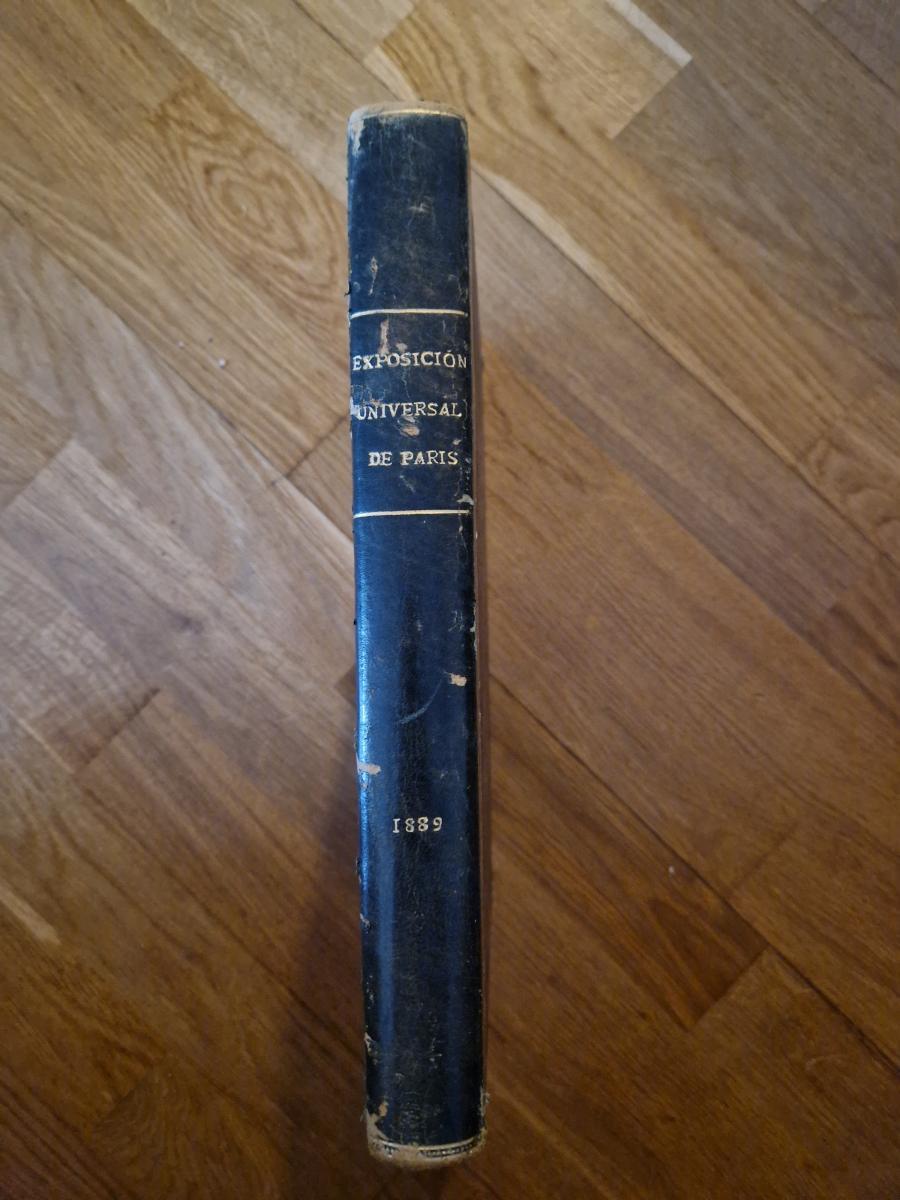 EXPOSICIÓN
UNIVERSAL
DE PARIS
1889